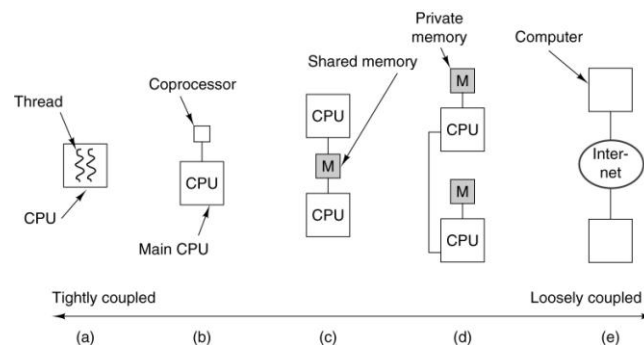 Private
memory
Computer
Shared memory
Coprocessor
Thread
M
CPU
CPU
M
CPU
Inter-
net
CPU
M
CPU
M
CPU
CPU
Main CPU
Tightly coupled
Loosely coupled
(a)
(b)
(c)
(d)
(e)